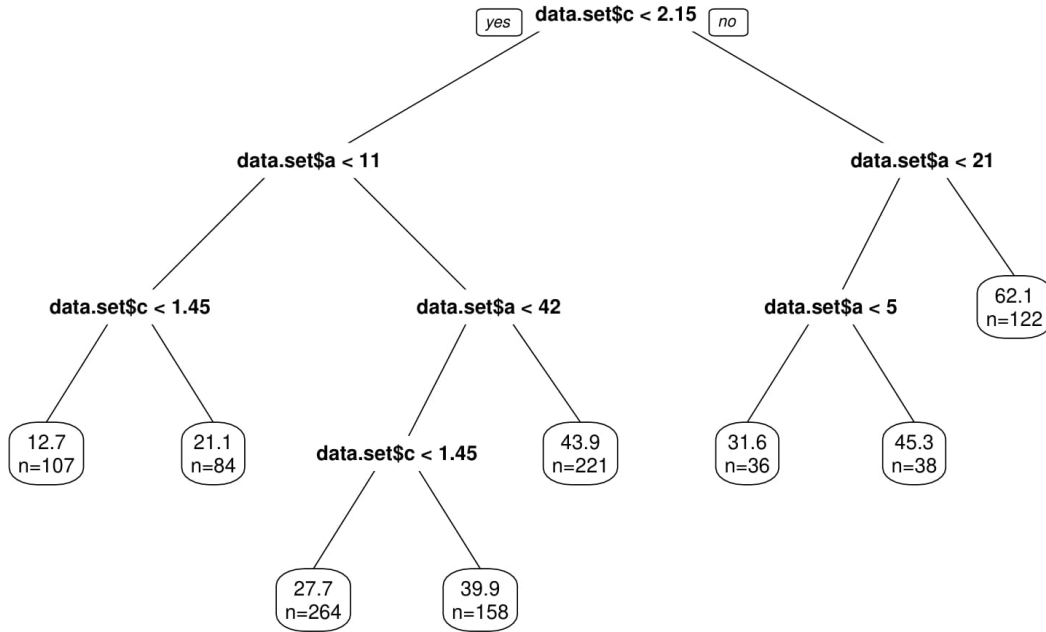 data.set$c < 2.15
yes
no
data.set$a < 11
data.set$a < 21
data.set$c < 1.45
data.set$a < 42
data.set$a < 5
62.1
n=122
12.7
n=107
21.1
n=84
data.set$c < 1.45
43.9
n=221
31.6
n=36
45.3
n=38
27.7
n=264
39.9
n=158